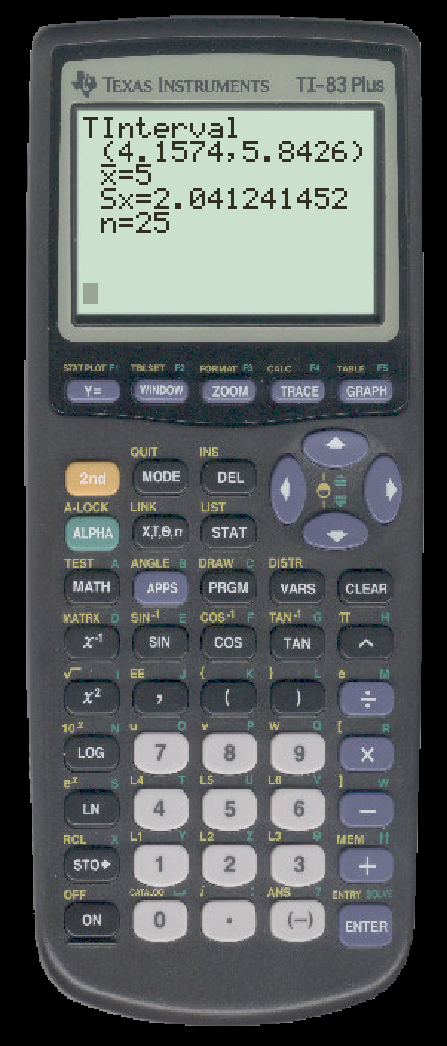 TEXAS INSTRUMENTS TI-83 Plus
TInterval
(4.1574,5.8426)
x̅=5
Sx=2.041241452
n=25
STAT PLOT F1 TBLSET F2 FORMAT F3 CALC F4 TABLE F5
Y= WINDOW ZOOM TRACE GRAPH
QUIT INS
2nd MODE DEL
A-LOCK LINK LIST
ALPHA X,T,θ,n STAT
TEST A ANGLE B DRAW C DISTR
MATH APPS PRGM VARS CLEAR
MATRX D SIN-1 E COS-1 F TAN-1 G π H
x-1 SIN COS TAN ^
√ I EE J { K } L e M
x² , ( ) ÷
10x N u O v P w Q [ R
LOG 7 8 9 ×
ex S L4 T L5 U L6 V ] W
LN 4 5 6 −
RCL X L1 Y L2 Z L3 θ MEM "
STO▸ 1 2 3 +
OFF CATALOG i : ANS ? ENTRY SOLVE
ON 0 . (−) ENTER